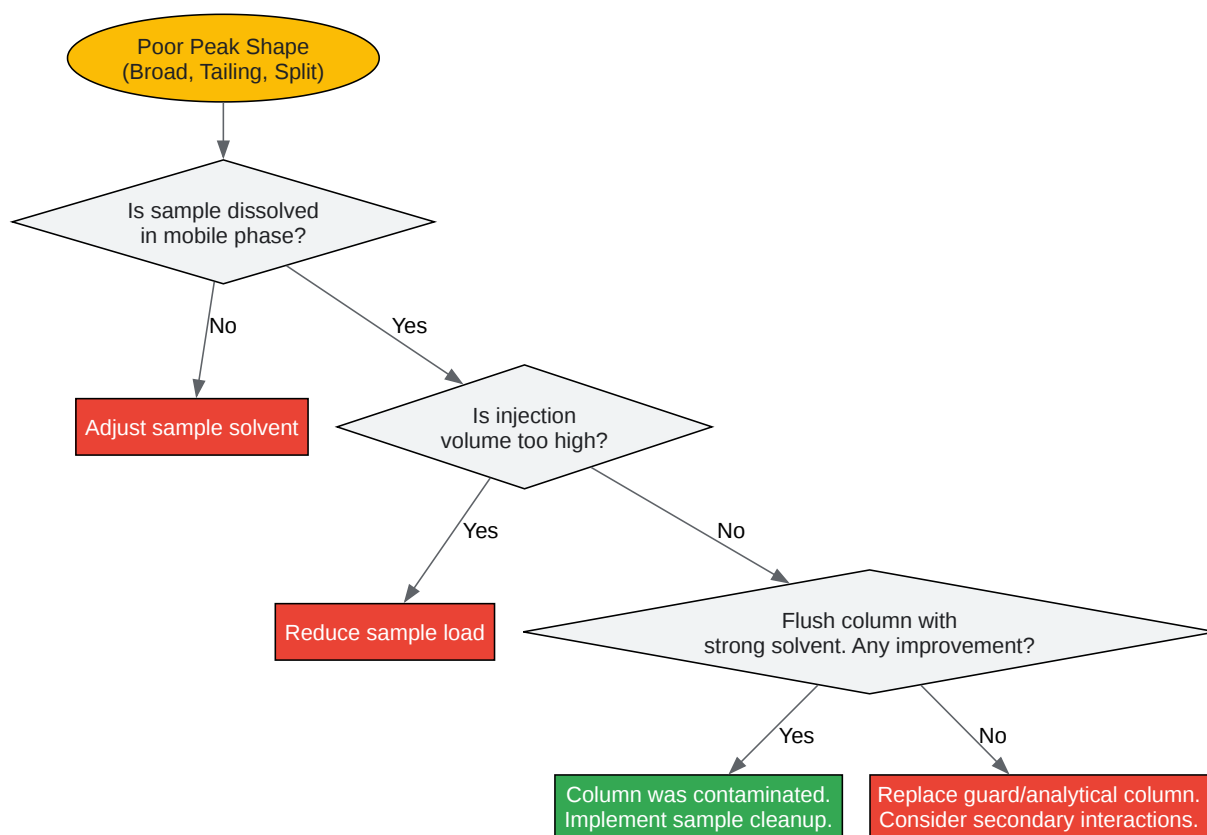 Poor Peak Shape
(Broad, Tailing, Split)
Is sample dissolved
in mobile phase?
No
Yes
Adjust sample solvent
Is injection
volume too high?
Yes
No
Reduce sample load
Flush column with
strong solvent. Any improvement?
Yes
No
Column was contaminated.
Implement sample cleanup.
Replace guard/analytical column.
Consider secondary interactions.